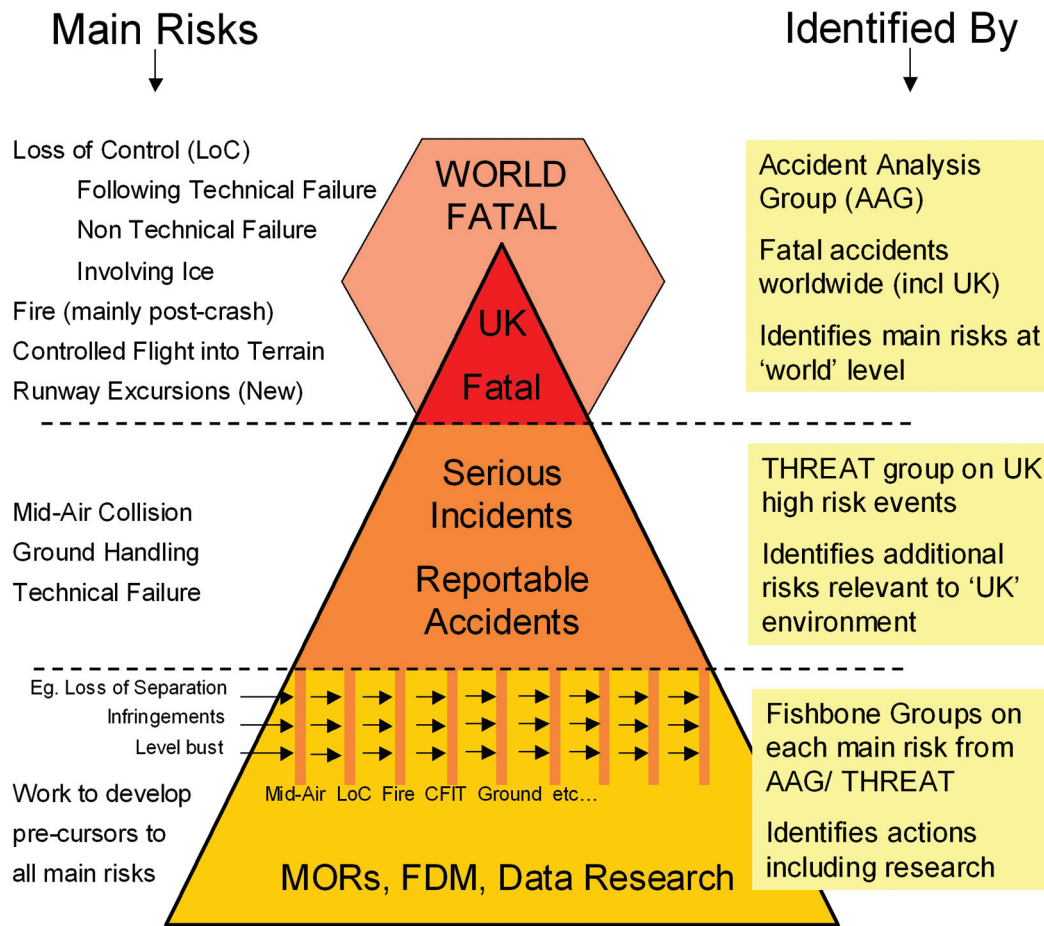 Main Risks
Identified By
Loss of Control (LoC)
Following Technical Failure
Non Technical Failure
Involving Ice
Fire (mainly post-crash)
Controlled Flight into Terrain
Runway Excursions (New)
WORLD
FATAL
UK
Fatal
Accident Analysis
Group (AAG)
Fatal accidents
worldwide (incl UK)
Identifies main risks at
‘world’ level
Mid-Air Collision
Ground Handling
Technical Failure
Serious
Incidents
Reportable
Accidents
THREAT group on UK
high risk events
Identifies additional
risks relevant to ‘UK’
environment
Eg. Loss of Separation
Infringements
Level bust
Mid-Air LoC Fire CFIT Ground etc…
Work to develop
pre-cursors to
all main risks
MORs, FDM, Data Research
Fishbone Groups on
each main risk from
AAG/ THREAT
Identifies actions
including research